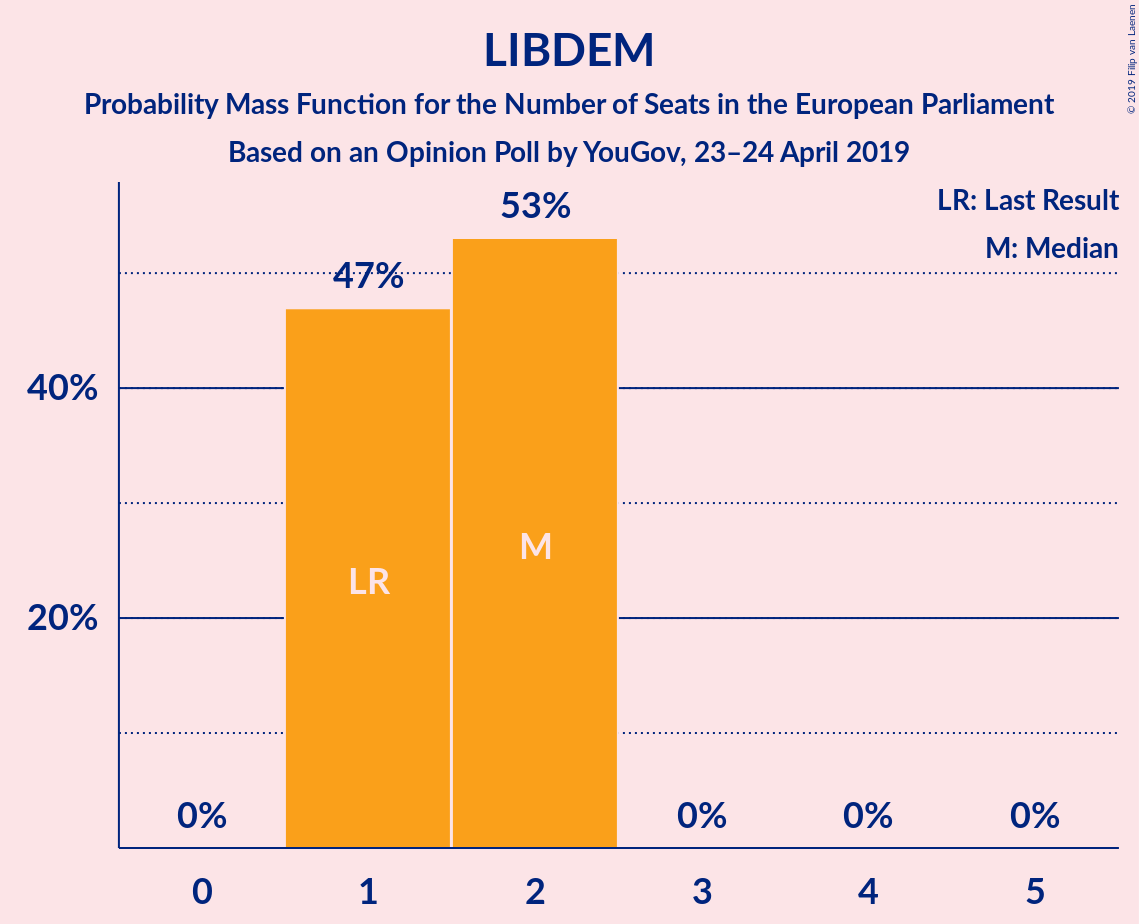 LIBDEM
Probability Mass Function for the Number of Seats in the European Parliament
Based on an Opinion Poll by YouGov, 23–24 April 2019
© 2019 Filip van Laenen
LR: Last Result
M: Median
53%
47%
40%
M
LR
20%
0%
0%
0%
0%
0
1
2
3
4
5